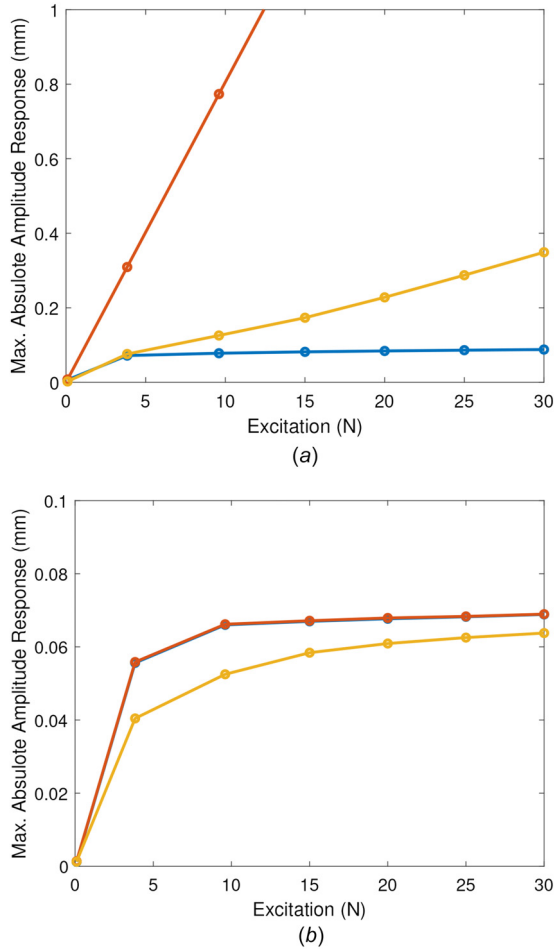 1
0.8
0.6
0.4
0.2
0
Max. Absulote Amplitude Response (mm)
0 5 10 15 20 25 30
Excitation (N)
(a)
0.1
0.08
0.06
0.04
0.02
0
Max. Absulote Amplitude Response (mm)
0 5 10 15 20 25 30
Excitation (N)
(b)